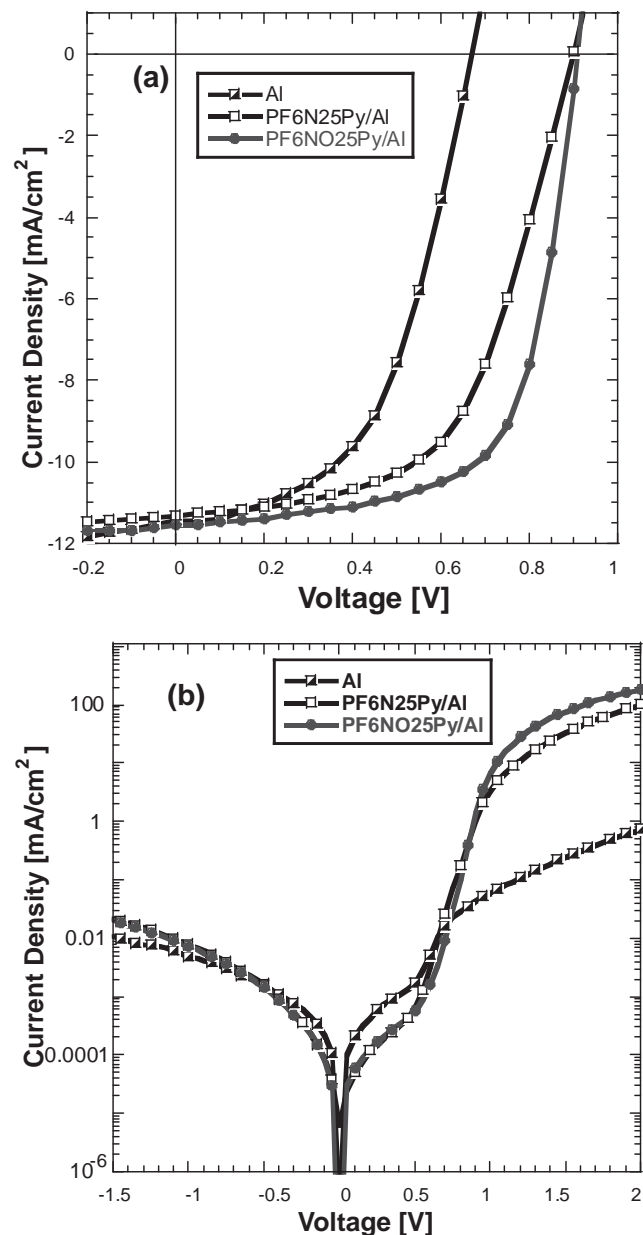 (a)
Al
PF6N25Py/Al
PF6NO25Py/Al
Current Density [mA/cm²]
0
-2
-4
-6
-8
-10
-12
-0.2 0 0.2 0.4 0.6 0.8 1
Voltage [V]
(b)
Al
PF6N25Py/Al
PF6NO25Py/Al
Current Density [mA/cm²]
100
1
0.01
0.0001
10⁻⁶
-1.5 -1 -0.5 0 0.5 1 1.5 2
Voltage [V]